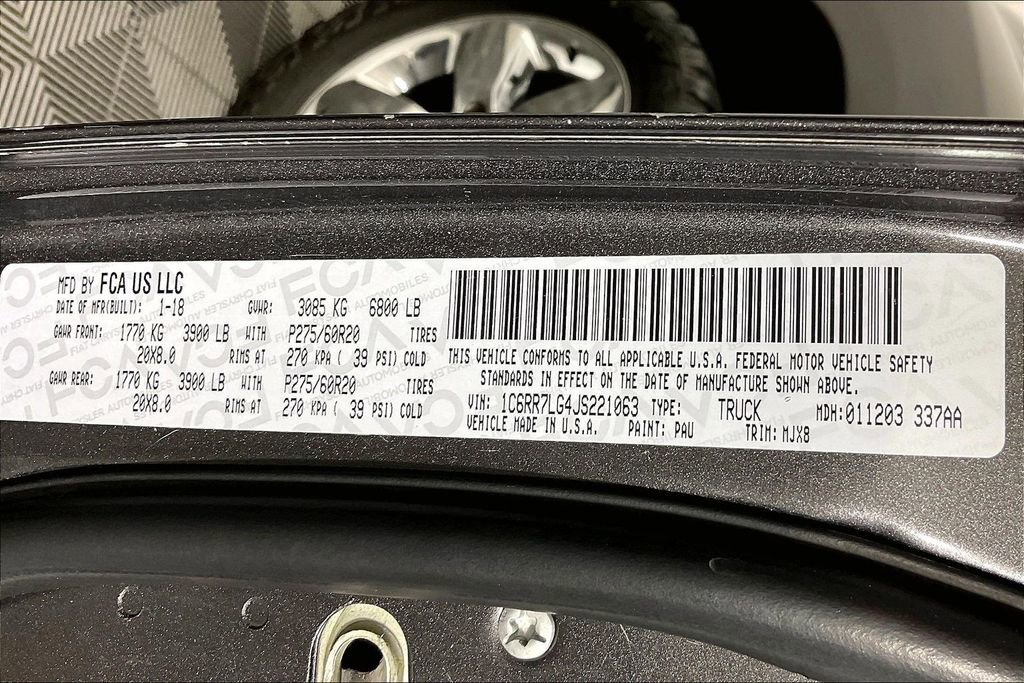 MFD BY FCA US LLC
DATE OF MFR(BUILT): 1-18 GVWR: 3085 KG 6800 LB
GAWR FRONT: 1770 KG 3900 LB WITH P275/60R20 TIRES
20X8.0 RIMS AT 270 KPA ( 39 PSI) COLD
GAWR REAR: 1770 KG 3900 LB WITH P275/60R20 TIRES
20X8.0 RIMS AT 270 KPA ( 39 PSI) COLD
THIS VEHICLE CONFORMS TO ALL APPLICABLE U.S.A. FEDERAL MOTOR VEHICLE SAFETY
STANDARDS IN EFFECT ON THE DATE OF MANUFACTURE SHOWN ABOVE.
VIN: 1C6RR7LG4JS221063 TYPE: TRUCK MDH:011203 337AA
VEHICLE MADE IN U.S.A. PAINT: PAU TRIM: MJX8